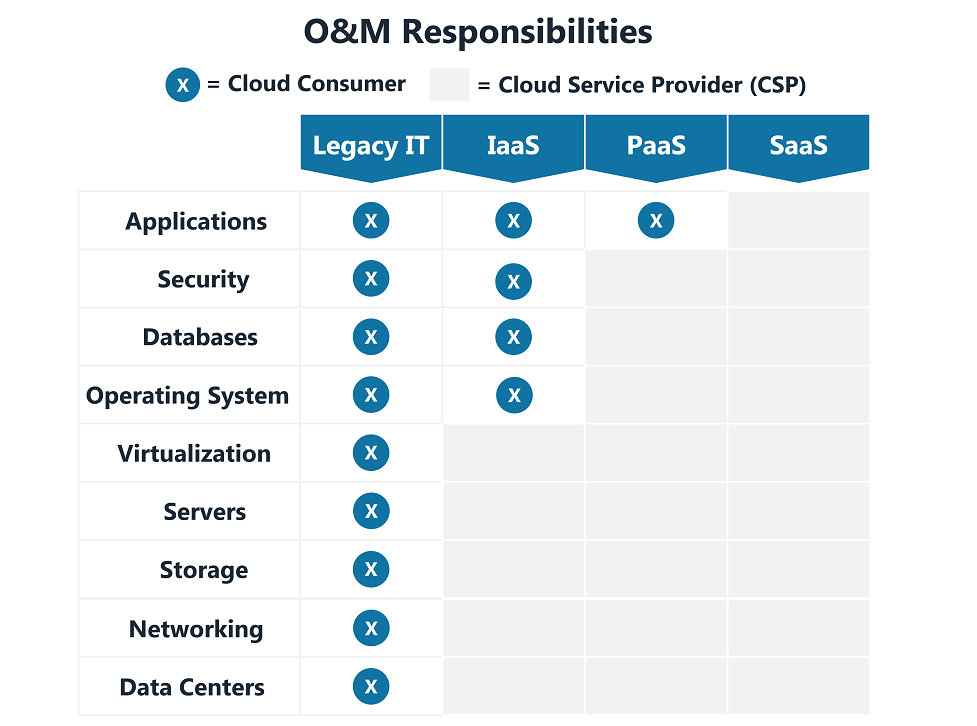 O&M Responsibilities
X = Cloud Consumer = Cloud Service Provider (CSP)
Legacy IT IaaS PaaS SaaS
Applications X X X
Security X X
Databases X X
Operating System X X
Virtualization X
Servers X
Storage X
Networking X
Data Centers X